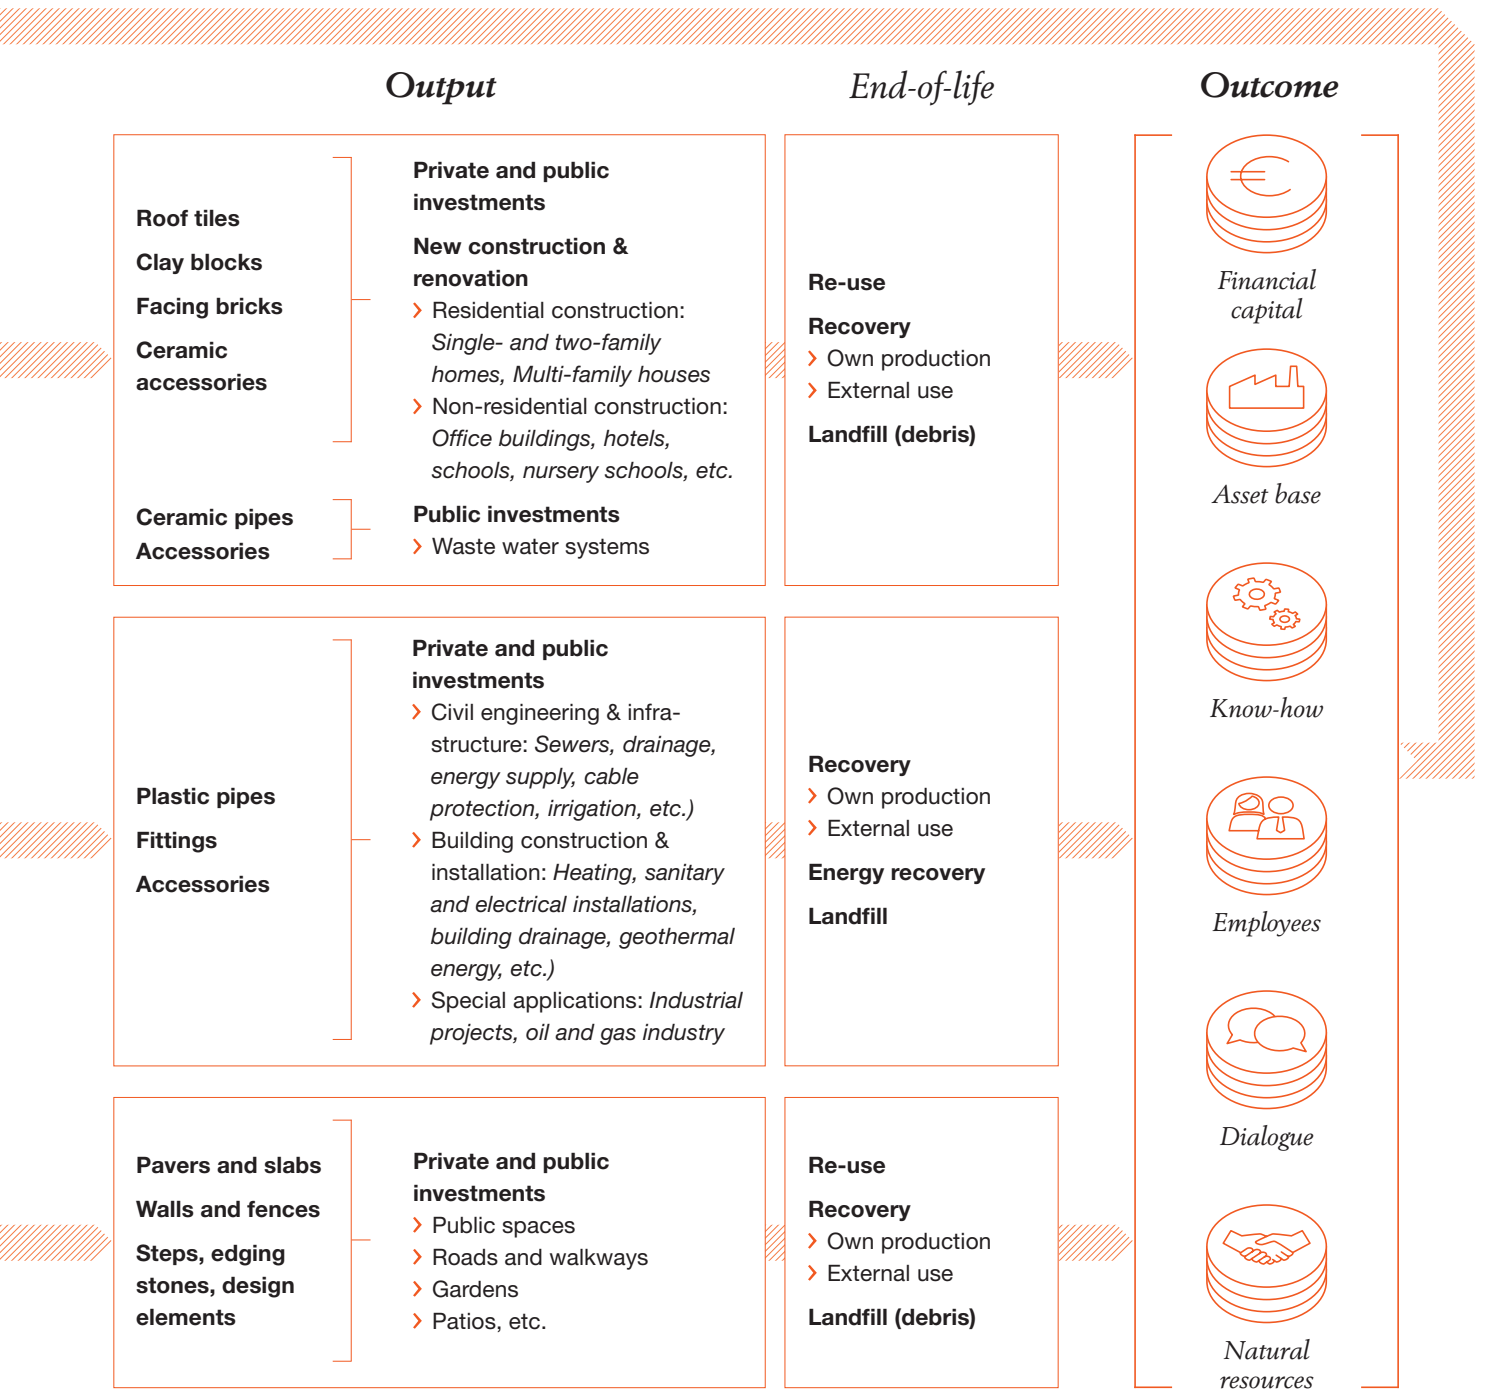 Output
End-of-life
Outcome
Roof tiles
Clay blocks
Facing bricks
Ceramic
accessories
Private and public
investments
New construction &
renovation
› Residential construction:
Single- and two-family
homes, Multi-family houses
› Non-residential construction:
Office buildings, hotels,
schools, nursery schools, etc.
Ceramic pipes
Accessories
Public investments
› Waste water systems
Re-use
Recovery
› Own production
› External use
Landfill (debris)
Plastic pipes
Fittings
Accessories
Private and public
investments
› Civil engineering & infra-
structure: Sewers, drainage,
energy supply, cable
protection, irrigation, etc.)
› Building construction &
installation: Heating, sanitary
and electrical installations,
building drainage, geothermal
energy, etc.)
› Special applications: Industrial
projects, oil and gas industry
Recovery
› Own production
› External use
Energy recovery
Landfill
Pavers and slabs
Walls and fences
Steps, edging
stones, design
elements
Private and public
investments
› Public spaces
› Roads and walkways
› Gardens
› Patios, etc.
Re-use
Recovery
› Own production
› External use
Landfill (debris)
Financial
capital
Asset base
Know-how
Employees
Dialogue
Natural
resources